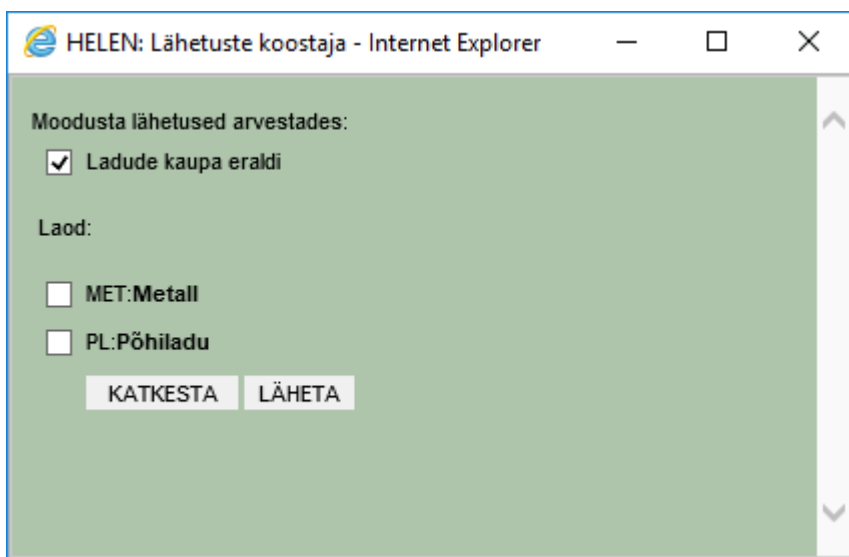 HELEN: Lähetuste koostaja - Internet Explorer
Moodusta lähetused arvestades:
Ladude kaupa eraldi
Laod:
MET:Metall
PL:Põhiladu
KATKESTA LÄHETA